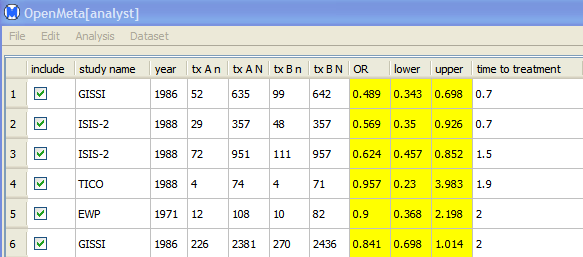 OpenMeta[analyst]
File Edit Analysis Dataset
include study name year tx A n tx A N tx B n tx B N OR lower upper time to treatment
1 GISSI 1986 52 635 99 642 0.489 0.343 0.698 0.7
2 ISIS-2 1988 29 357 48 357 0.569 0.35 0.926 0.7
3 ISIS-2 1988 72 951 111 957 0.624 0.457 0.852 1.5
4 TICO 1988 4 74 4 71 0.957 0.23 3.983 1.9
5 EWP 1971 12 108 10 82 0.9 0.368 2.198 2
6 GISSI 1986 226 2381 270 2436 0.841 0.698 1.014 2